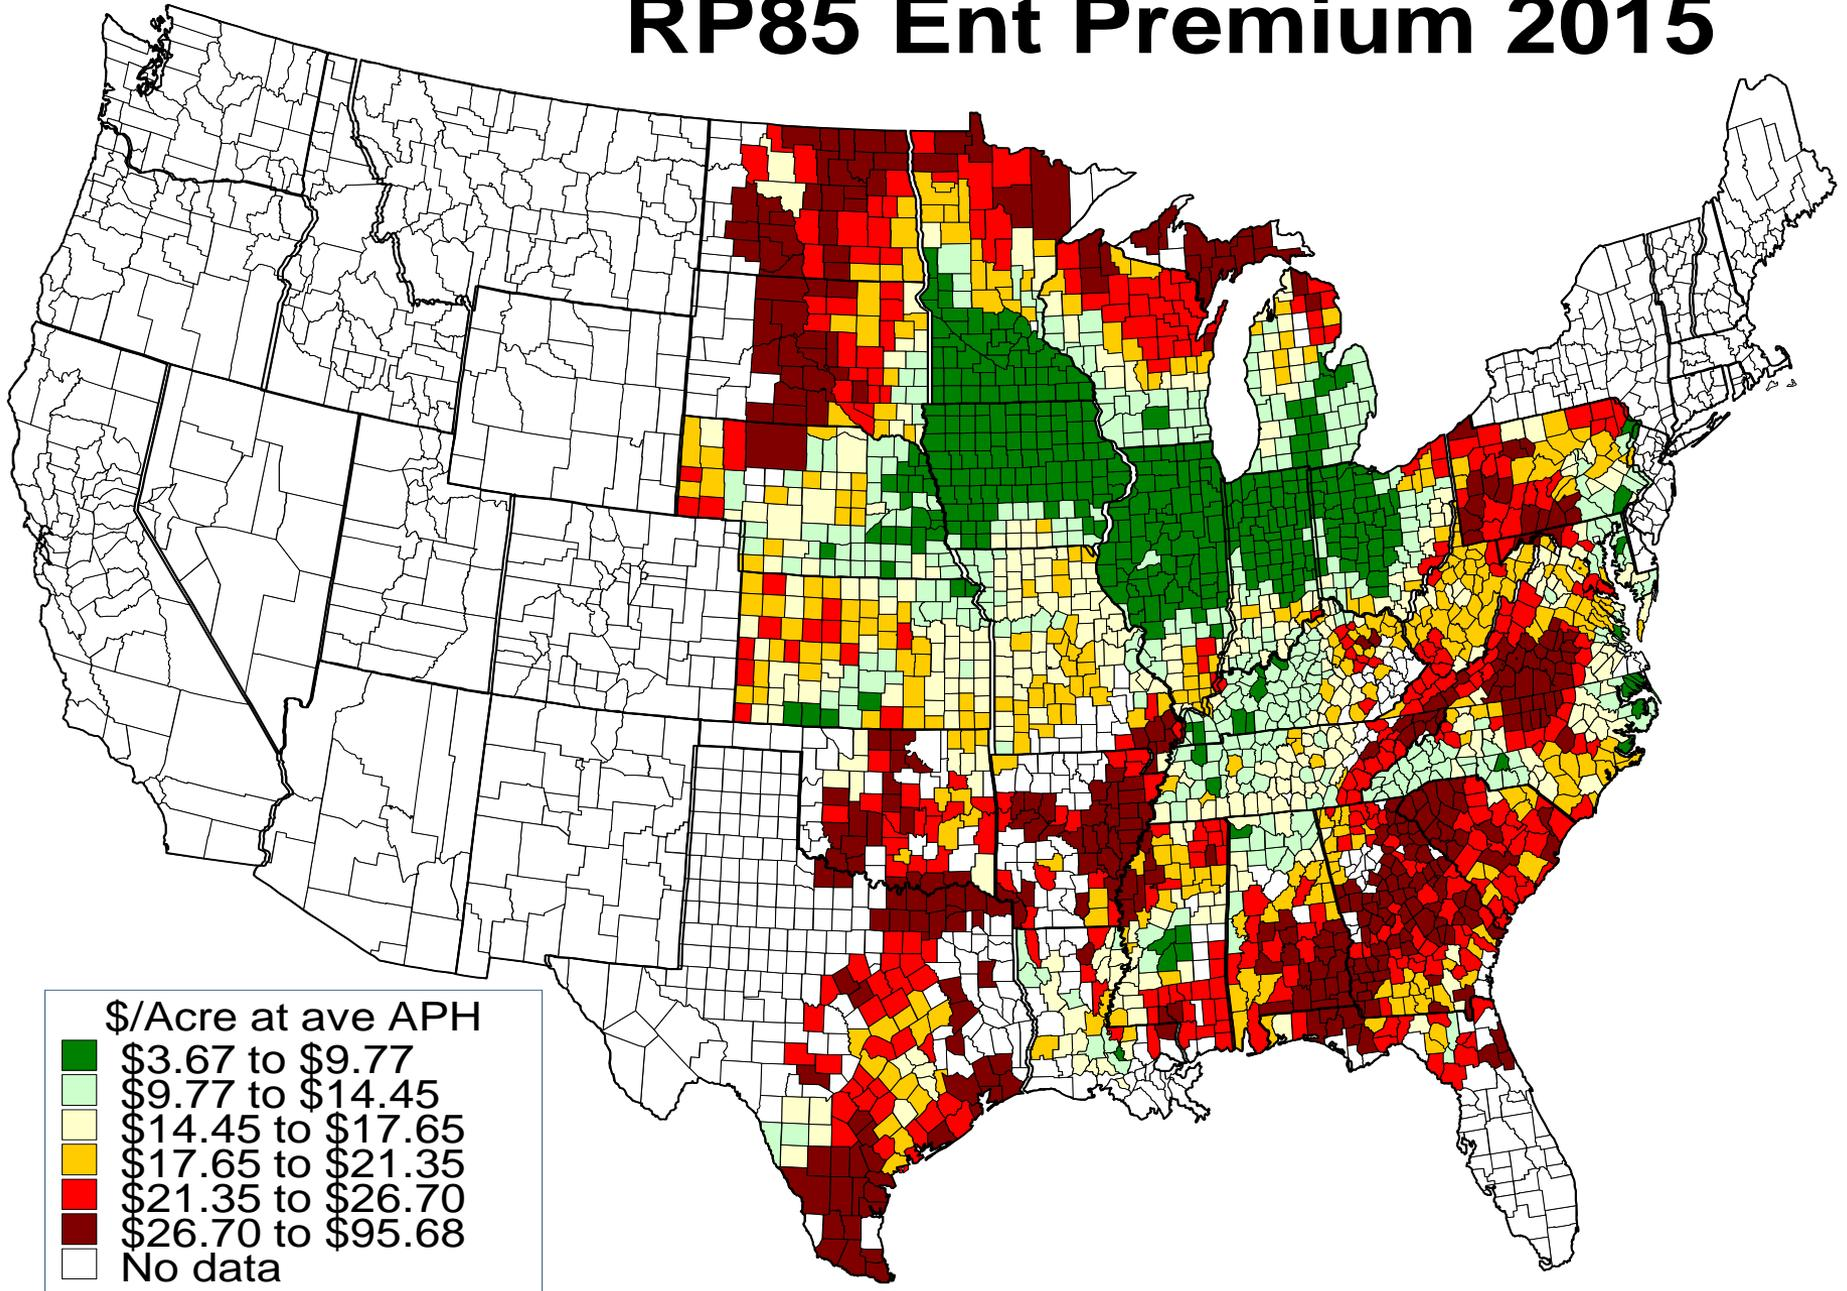 RP85 Ent Premium 2015
$/Acre at ave APH
$3.67 to $9.77
$9.77 to $14.45
$14.45 to $17.65
$17.65 to $21.35
$21.35 to $26.70
$26.70 to $95.68
No data